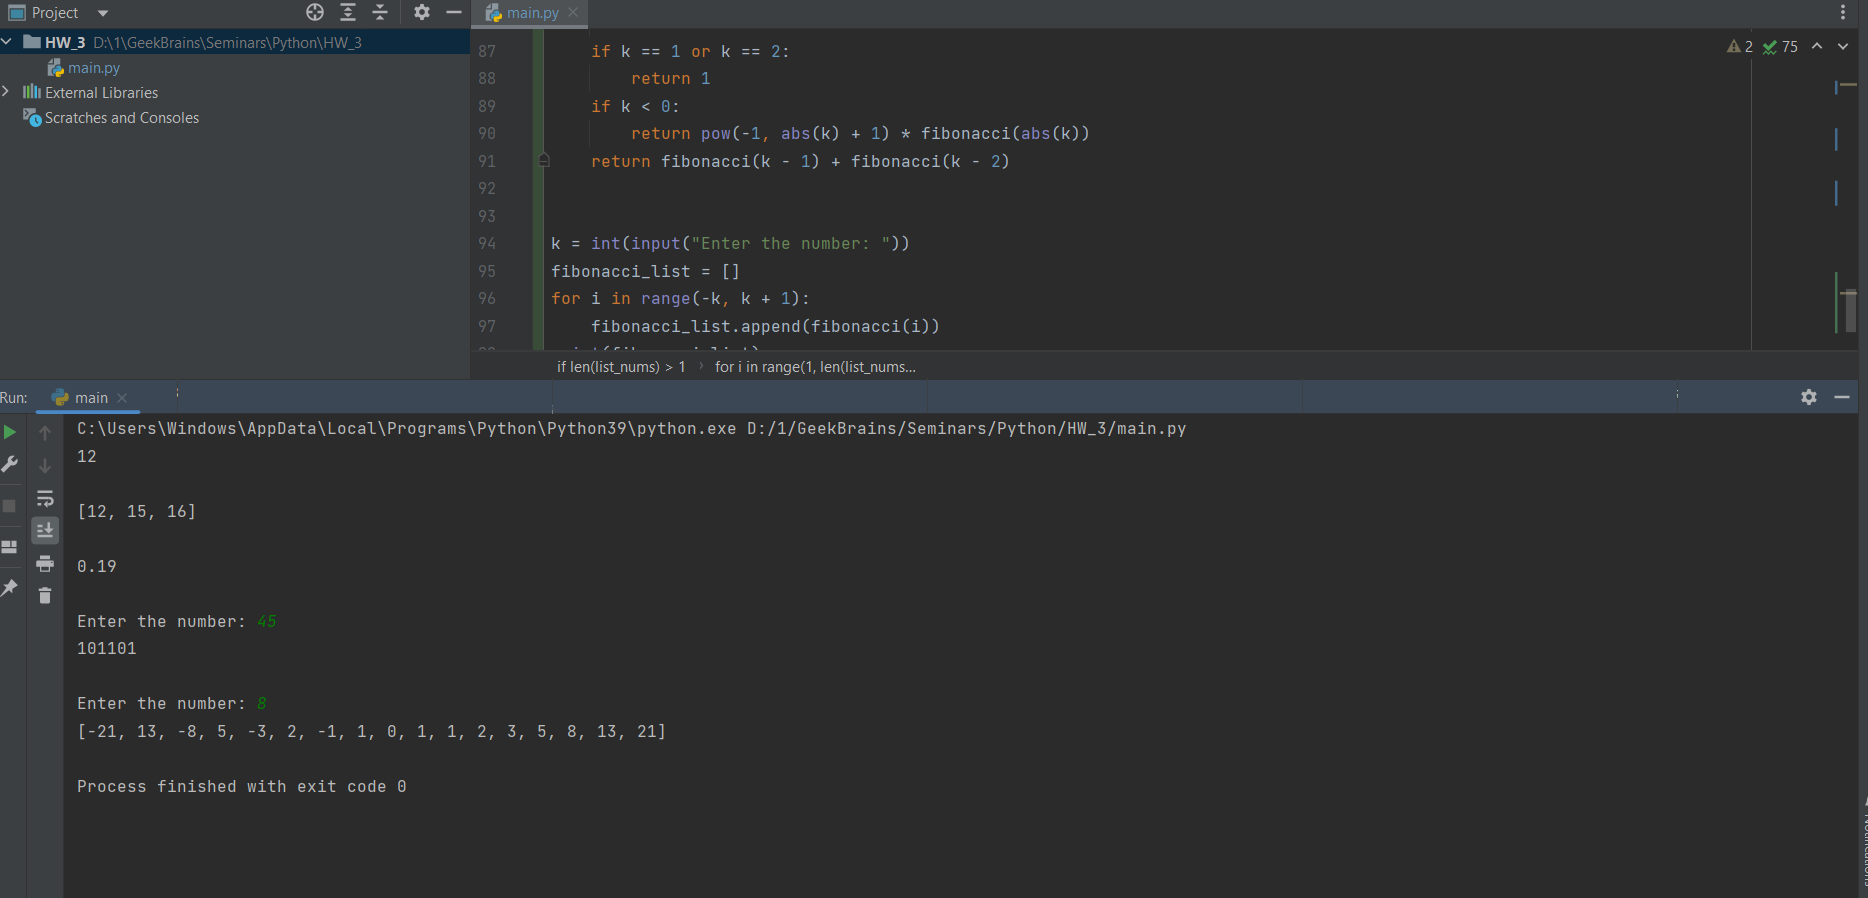 Project
HW_3 D:\1\GeekBrains\Seminars\Python\HW_3
main.py
External Libraries
Scratches and Consoles
main.py
2 75
87 if k == 1 or k == 2:
88 return 1
89 if k < 0:
90 return pow(-1, abs(k) + 1) * fibonacci(abs(k))
91 return fibonacci(k - 1) + fibonacci(k - 2)
92
93
94 k = int(input("Enter the number: "))
95 fibonacci_list = []
96 for i in range(-k, k + 1):
97 fibonacci_list.append(fibonacci(i))
if len(list_nums) > 1 › for i in range(1, len(list_nums...
Run: main
C:\Users\Windows\AppData\Local\Programs\Python\Python39\python.exe D:/1/GeekBrains/Seminars/Python/HW_3/main.py
12
[12, 15, 16]
0.19
Enter the number: 45
101101
Enter the number: 8
[-21, 13, -8, 5, -3, 2, -1, 1, 0, 1, 1, 2, 3, 5, 8, 13, 21]
Process finished with exit code 0